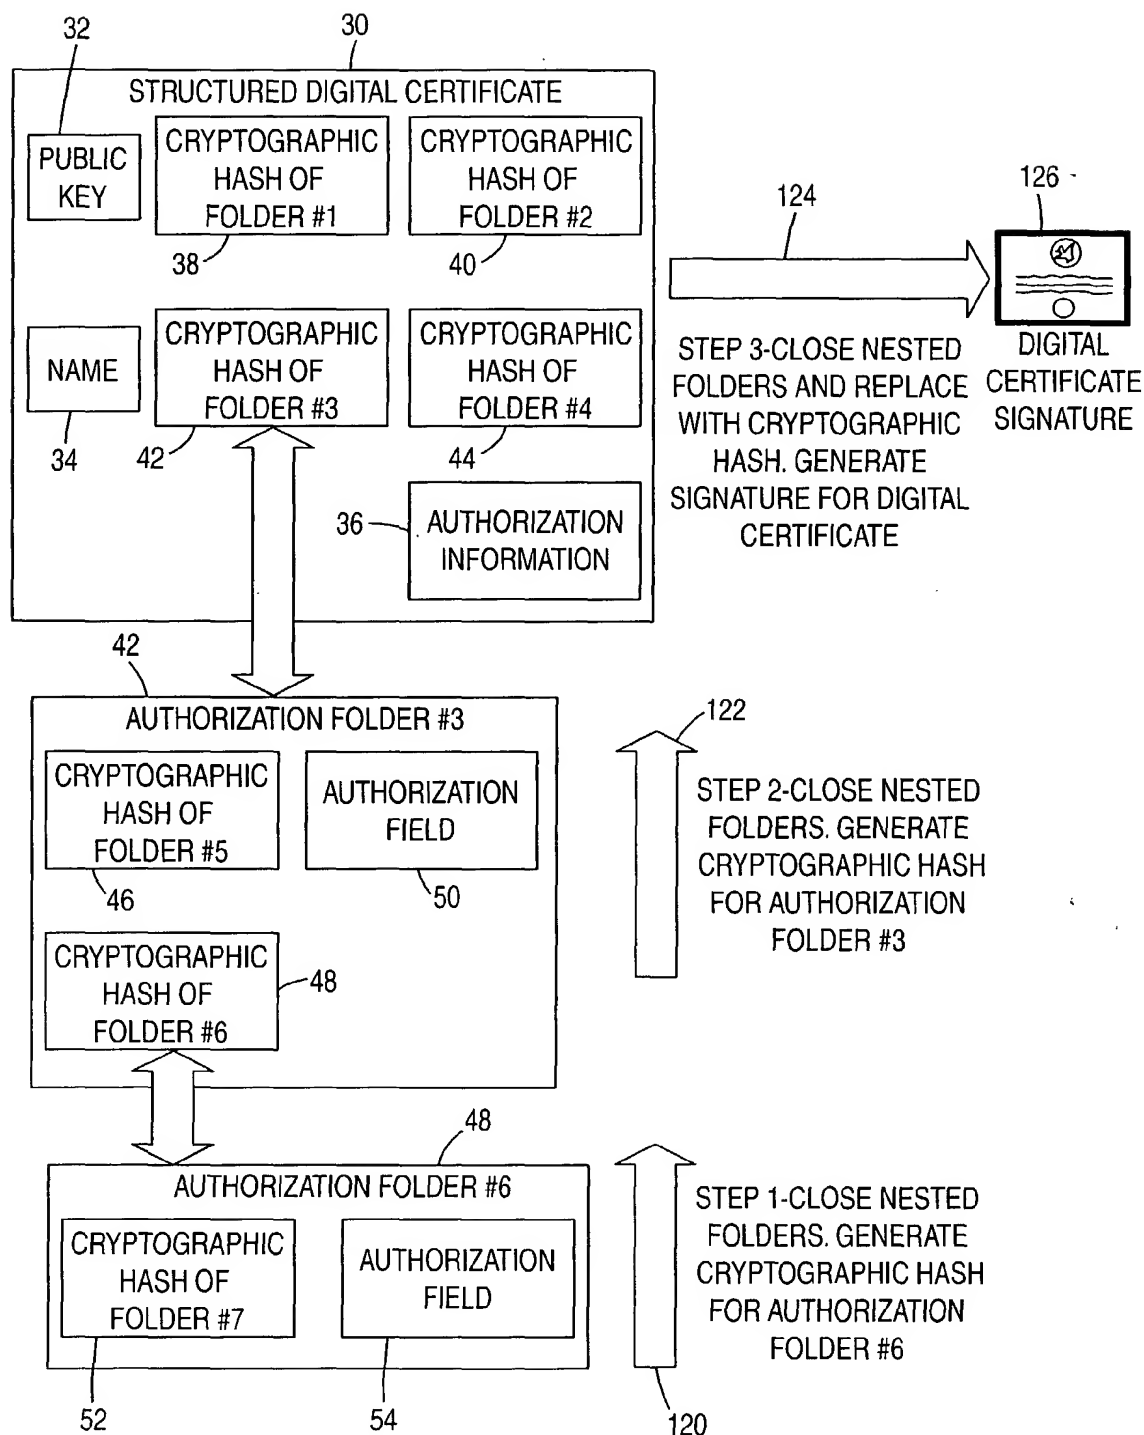 32
30
STRUCTURED DIGITAL CERTIFICATE
PUBLIC
KEY
CRYPTOGRAPHIC
HASH OF
FOLDER #1
CRYPTOGRAPHIC
HASH OF
FOLDER #2
38
40
NAME
34
CRYPTOGRAPHIC
HASH OF
FOLDER #3
42
CRYPTOGRAPHIC
HASH OF
FOLDER #4
44
36
AUTHORIZATION
INFORMATION
124
126
STEP 3-CLOSE NESTED
FOLDERS AND REPLACE
WITH CRYPTOGRAPHIC
HASH. GENERATE
SIGNATURE FOR DIGITAL
CERTIFICATE
DIGITAL
CERTIFICATE
SIGNATURE
42
AUTHORIZATION FOLDER #3
CRYPTOGRAPHIC
HASH OF
FOLDER #5
46
AUTHORIZATION
FIELD
50
CRYPTOGRAPHIC
HASH OF
FOLDER #6
48
122
STEP 2-CLOSE NESTED
FOLDERS. GENERATE
CRYPTOGRAPHIC HASH
FOR AUTHORIZATION
FOLDER #3
48
AUTHORIZATION FOLDER #6
CRYPTOGRAPHIC
HASH OF
FOLDER #7
52
AUTHORIZATION
FIELD
54
STEP 1-CLOSE NESTED
FOLDERS. GENERATE
CRYPTOGRAPHIC HASH
FOR AUTHORIZATION
FOLDER #6
120